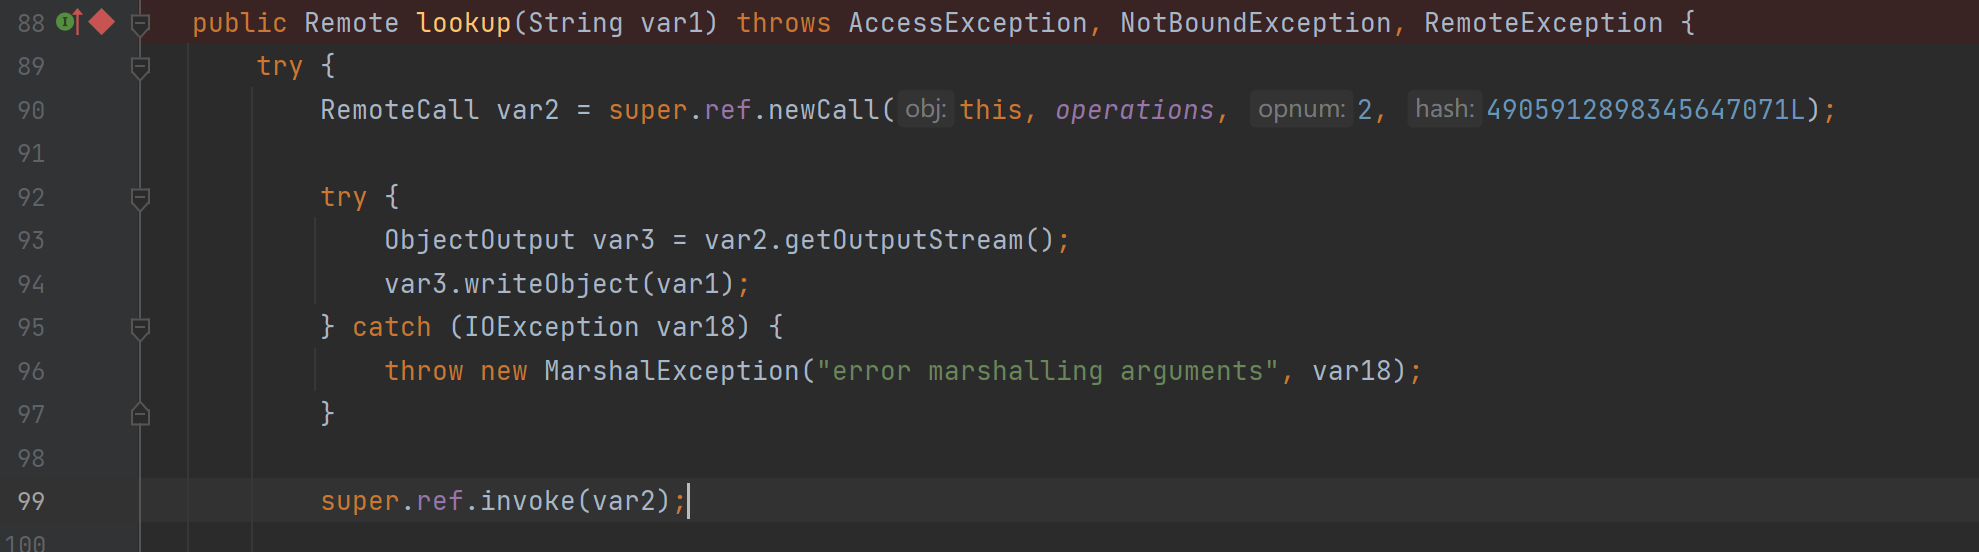 88 public Remote lookup(String var1) throws AccessException, NotBoundException, RemoteException {
89 try {
90 RemoteCall var2 = super.ref.newCall( obj: this, operations, opnum: 2, hash: 4905912898345647071L);
91
92 try {
93 ObjectOutput var3 = var2.getOutputStream();
94 var3.writeObject(var1);
95 } catch (IOException var18) {
96 throw new MarshalException("error marshalling arguments", var18);
97 }
98
99 super.ref.invoke(var2);
100